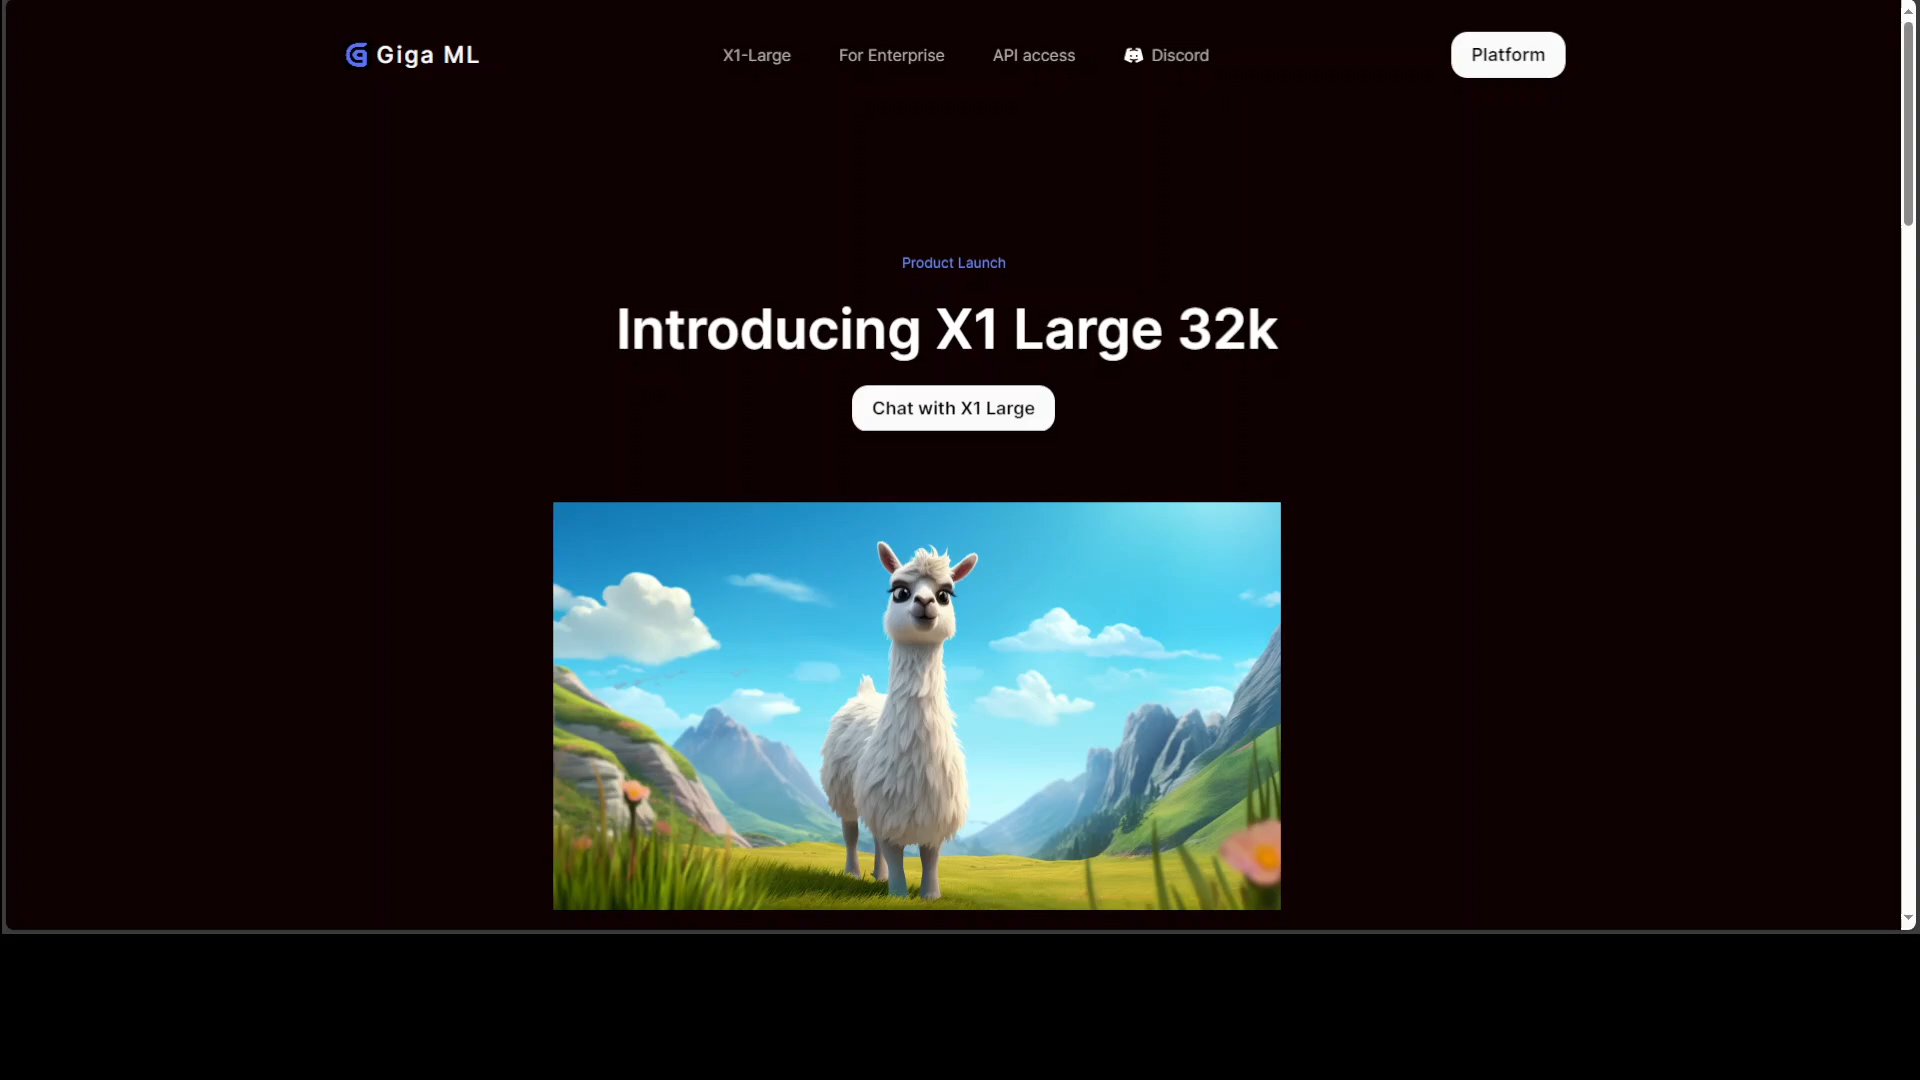 Giga ML
X1-Large
For Enterprise
API access
Discord
Platform
Product Launch
Introducing X1 Large 32k
Chat with X1 Large